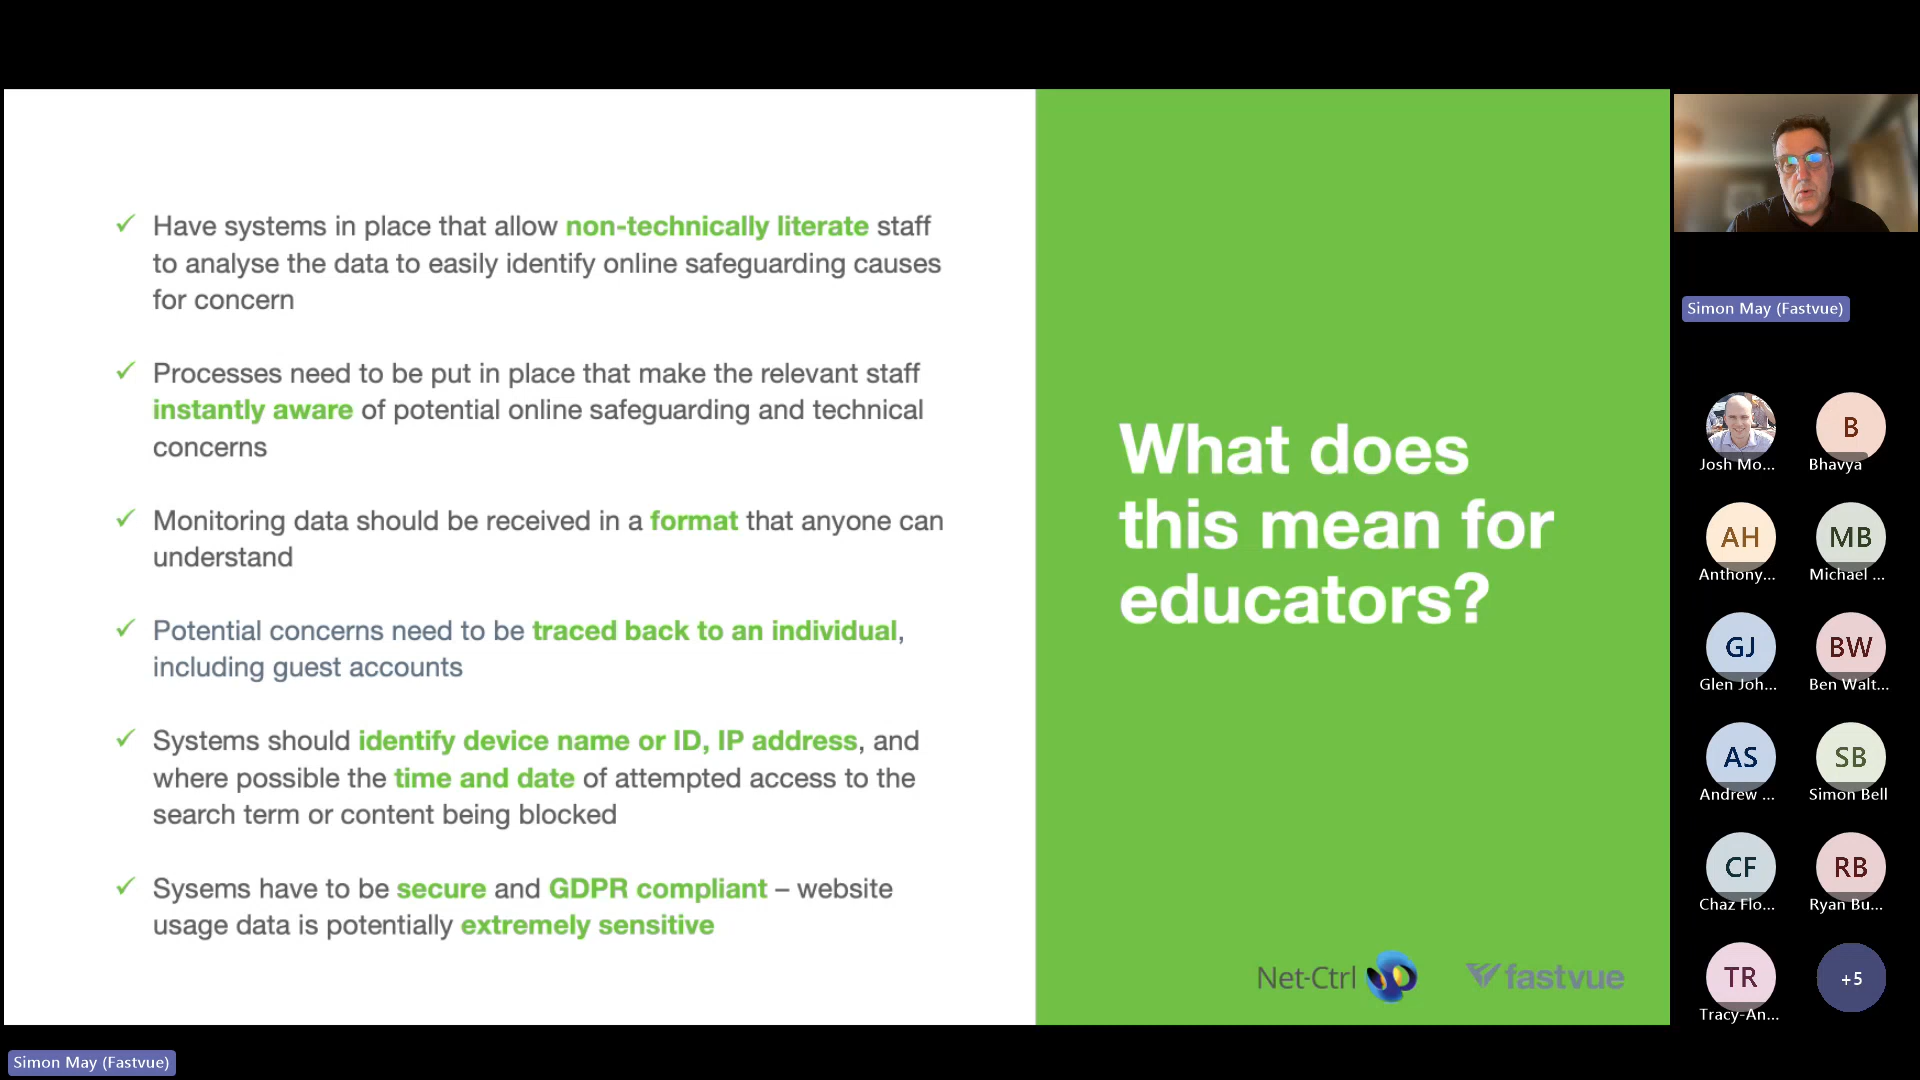 ✓ Have systems in place that allow non-technically literate staff
to analyse the data to easily identify online safeguarding causes
for concern
✓ Processes need to be put in place that make the relevant staff
instantly aware of potential online safeguarding and technical
concerns
✓ Monitoring data should be received in a format that anyone can
understand
✓ Potential concerns need to be traced back to an individual,
including guest accounts
✓ Systems should identify device name or ID, IP address, and
where possible the time and date of attempted access to the
search term or content being blocked
✓ Sysems have to be secure and GDPR compliant – website
usage data is potentially extremely sensitive
What does
this mean for
educators?
Net-Ctrl
fastvue
Simon May (Fastvue)
Josh Mo...
B
Bhavya
AH
Anthony...
MB
Michael ...
GJ
Glen Joh...
BW
Ben Walt...
AS
Andrew ...
SB
Simon Bell
CF
Chaz Flo...
RB
Ryan Bu...
TR
Tracy-An...
+5
Simon May (Fastvue)